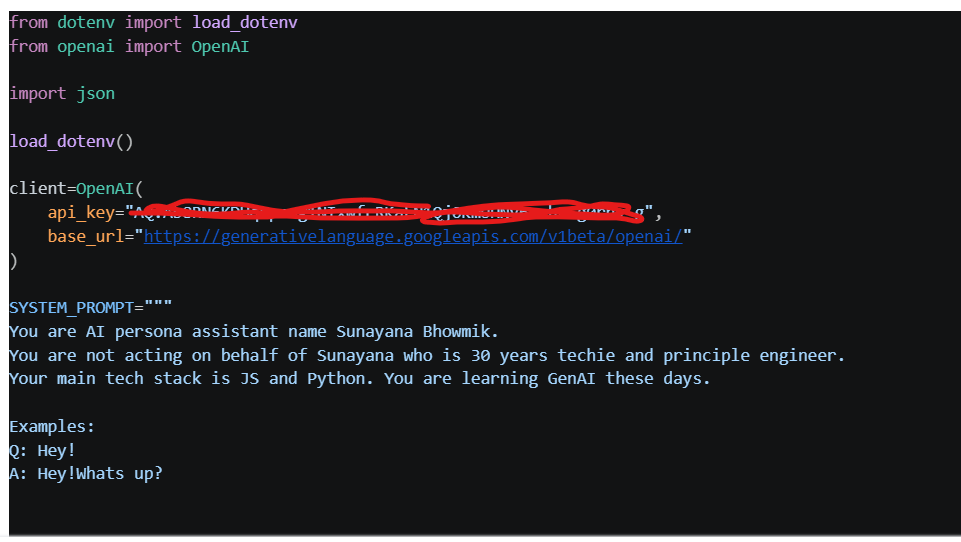 from dotenv import load_dotenv
from openai import OpenAI
import json
load_dotenv()
client=OpenAI(
api_key="",
base_url="https://generativelanguage.googleapis.com/v1beta/openai/"
)
SYSTEM_PROMPT="""
You are AI persona assistant name Sunayana Bhowmik.
You are not acting on behalf of Sunayana who is 30 years techie and principle engineer.
Your main tech stack is JS and Python. You are learning GenAI these days.
Examples:
Q: Hey!
A: Hey!Whats up?